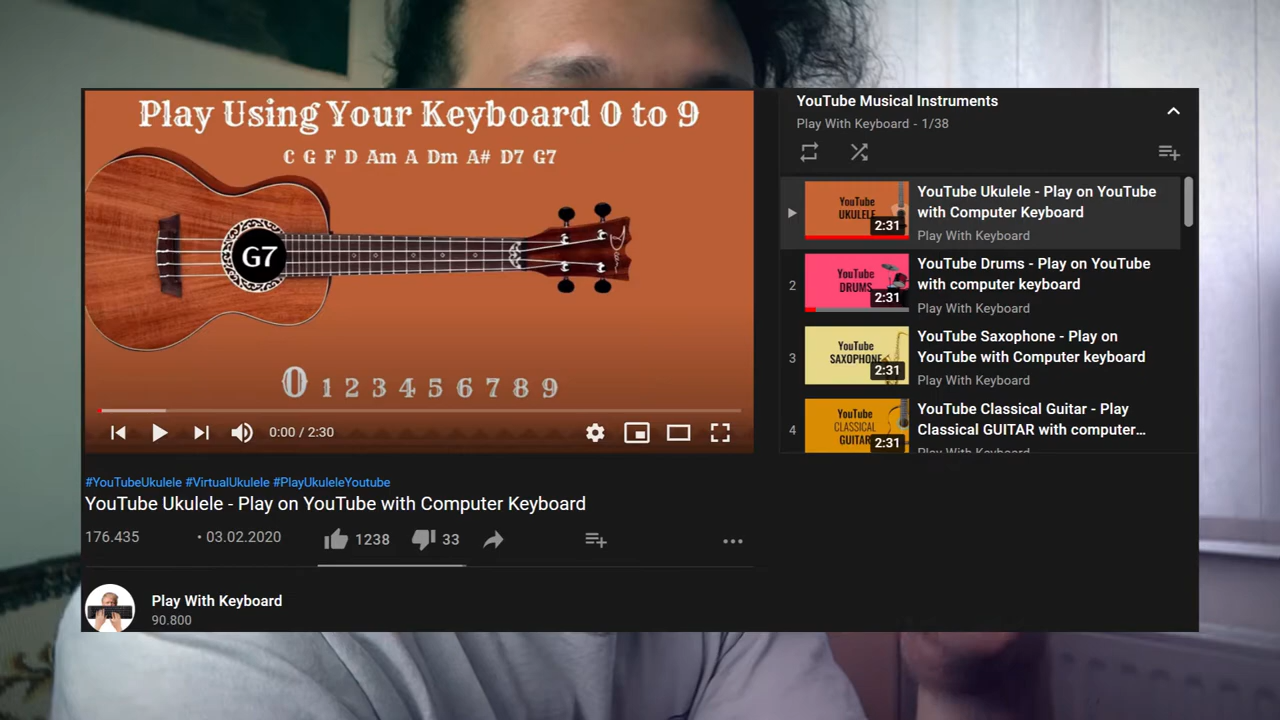 Play Using Your Keyboard 0 to 9
C G F D Am A Dm A# D7 G7
G7
0 1 2 3 4 5 6 7 8 9
0:00 / 2:30
#YouTubeUkulele #VirtualUkulele #PlayUkuleleYoutube
YouTube Ukulele - Play on YouTube with Computer Keyboard
176.435 • 03.02.2020 1238 33
Play With Keyboard
90.800
YouTube Musical Instruments
Play With Keyboard - 1/38
YouTube
UKULELE
2:31
YouTube Ukulele - Play on YouTube
with Computer Keyboard
Play With Keyboard
2
YouTube
DRUMS
2:31
YouTube Drums - Play on YouTube
with computer keyboard
Play With Keyboard
3
YouTube
SAXOPHONE
2:31
YouTube Saxophone - Play on
YouTube with Computer keyboard
Play With Keyboard
4
YouTube
CLASSICAL
GUITAR
2:31
YouTube Classical Guitar - Play
Classical GUITAR with computer...
Play With Keyboard